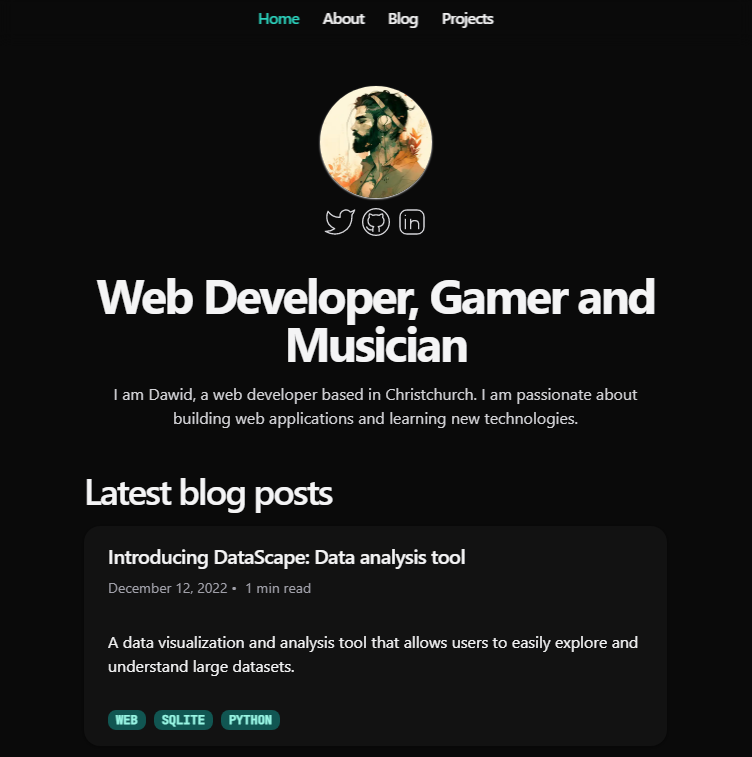 Home About Blog Projects
in
Web Developer, Gamer and
Musician
I am Dawid, a web developer based in Christchurch. I am passionate about
building web applications and learning new technologies.
Latest blog posts
Introducing DataScape: Data analysis tool
December 12, 2022 • 1 min read
A data visualization and analysis tool that allows users to easily explore and
understand large datasets.
WEB SQLITE PYTHON